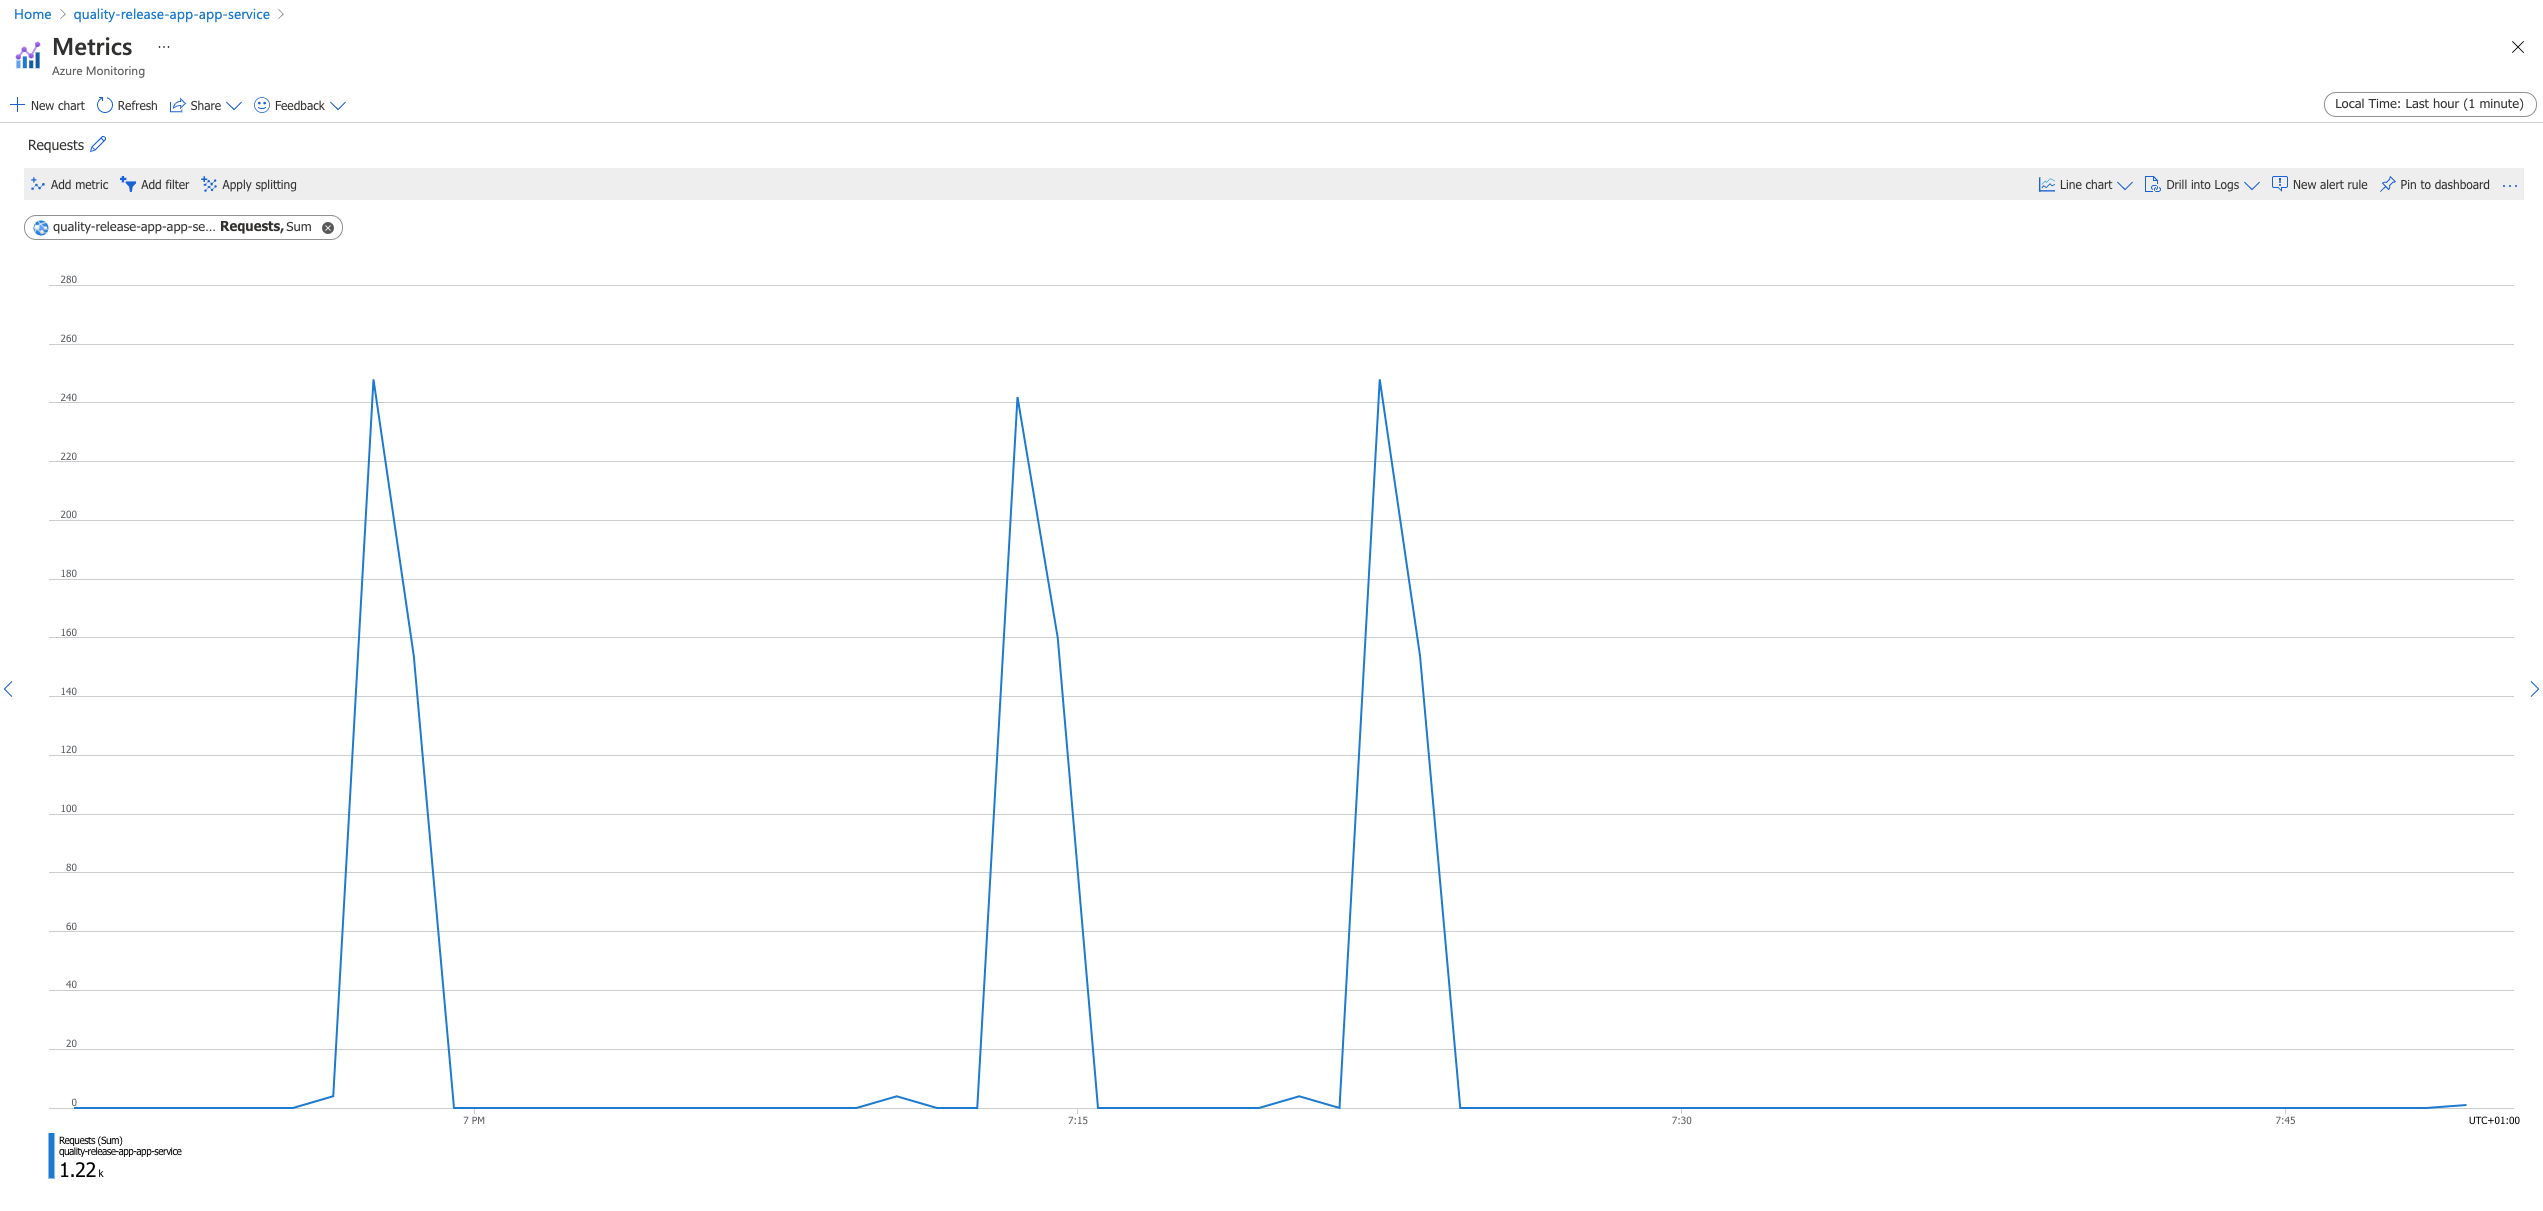 Home > quality-release-app-app-service >
Metrics ...
Azure Monitoring
New chart Refresh Share Feedback Local Time: Last hour (1 minute)
Requests
Add metric Add filter Apply splitting Line chart Drill into Logs New alert rule Pin to dashboard ...
quality-release-app-app-se... Requests, Sum
280
260
240
220
200
180
160
140
120
100
80
60
40
20
0
7 PM 7:15 7:30 7:45 UTC+01:00
Requests (Sum)
quality-release-app-app-service
1.22 k